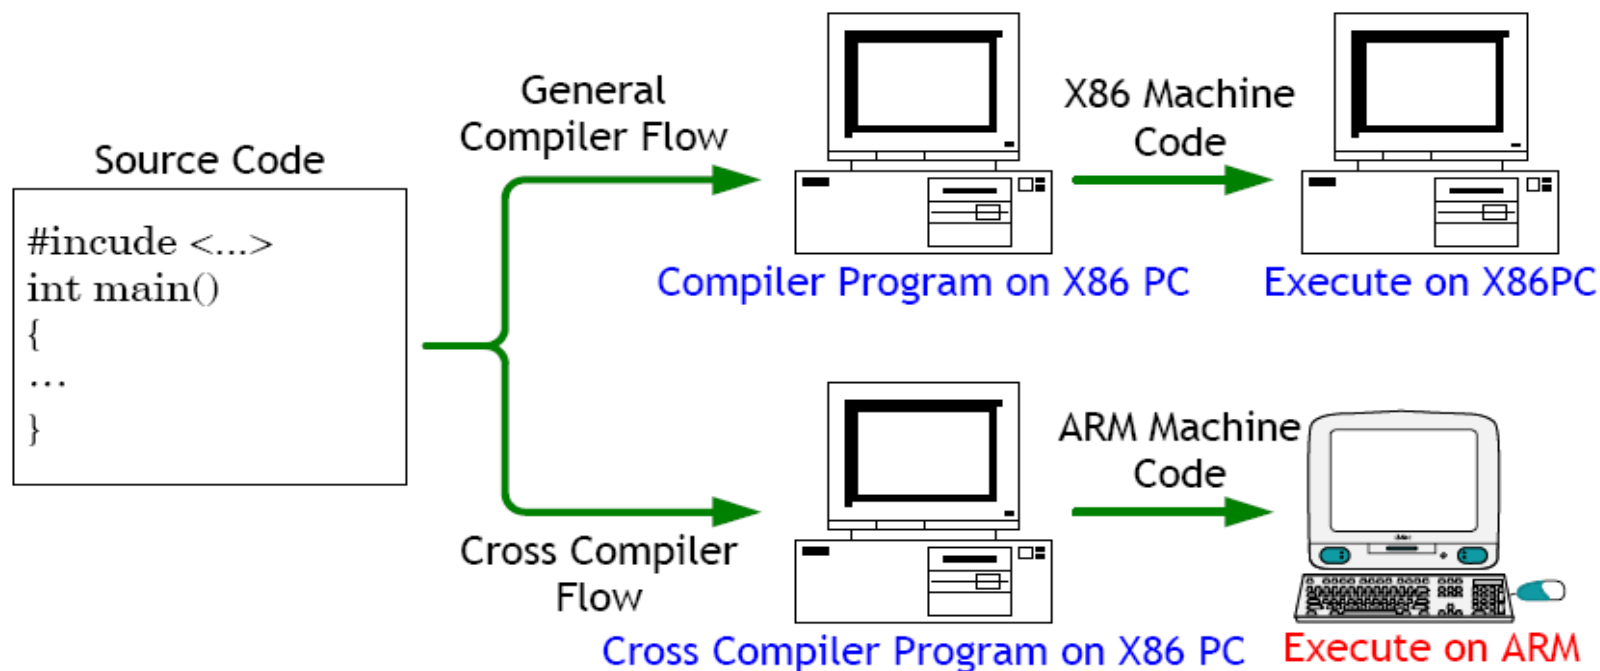 Source Code
#incude <...>
int main()
{
...
}
General
Compiler Flow
X86 Machine
Code
Compiler Program on X86 PC
Execute on X86PC
Cross Compiler
Flow
ARM Machine
Code
Cross Compiler Program on X86 PC
Execute on ARM